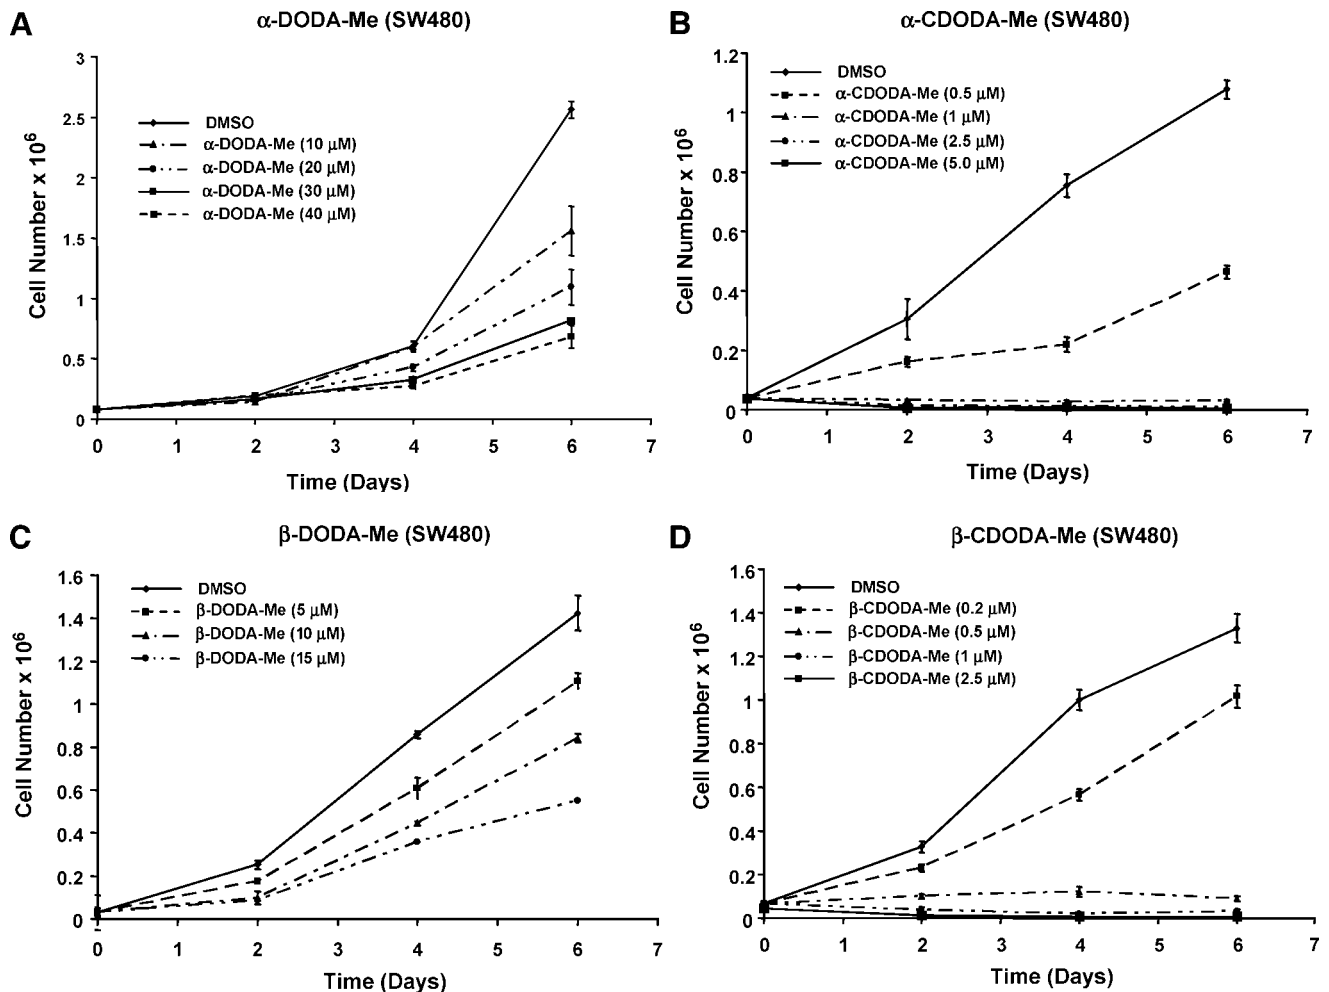 A
α-DODA-Me (SW480)
3
2.5
2
1.5
1
0.5
0
Cell Number x 10⁶
DMSO
α-DODA-Me (10 μM)
α-DODA-Me (20 μM)
α-DODA-Me (30 μM)
α-DODA-Me (40 μM)
0 1 2 3 4 5 6 7
Time (Days)
B
α-CDODA-Me (SW480)
1.2
1
0.8
0.6
0.4
0.2
0
Cell Number x 10⁶
DMSO
α-CDODA-Me (0.5 μM)
α-CDODA-Me (1 μM)
α-CDODA-Me (2.5 μM)
α-CDODA-Me (5.0 μM)
0 1 2 3 4 5 6 7
Time (Days)
C
β-DODA-Me (SW480)
1.6
1.4
1.2
1
0.8
0.6
0.4
0.2
0
Cell Number x 10⁶
DMSO
β-DODA-Me (5 μM)
β-DODA-Me (10 μM)
β-DODA-Me (15 μM)
0 1 2 3 4 5 6 7
Time (Days)
D
β-CDODA-Me (SW480)
1.6
1.4
1.2
1
0.8
0.6
0.4
0.2
0
Cell Number x 10⁶
DMSO
β-CDODA-Me (0.2 μM)
β-CDODA-Me (0.5 μM)
β-CDODA-Me (1 μM)
β-CDODA-Me (2.5 μM)
0 1 2 3 4 5 6 7
Time (Days)